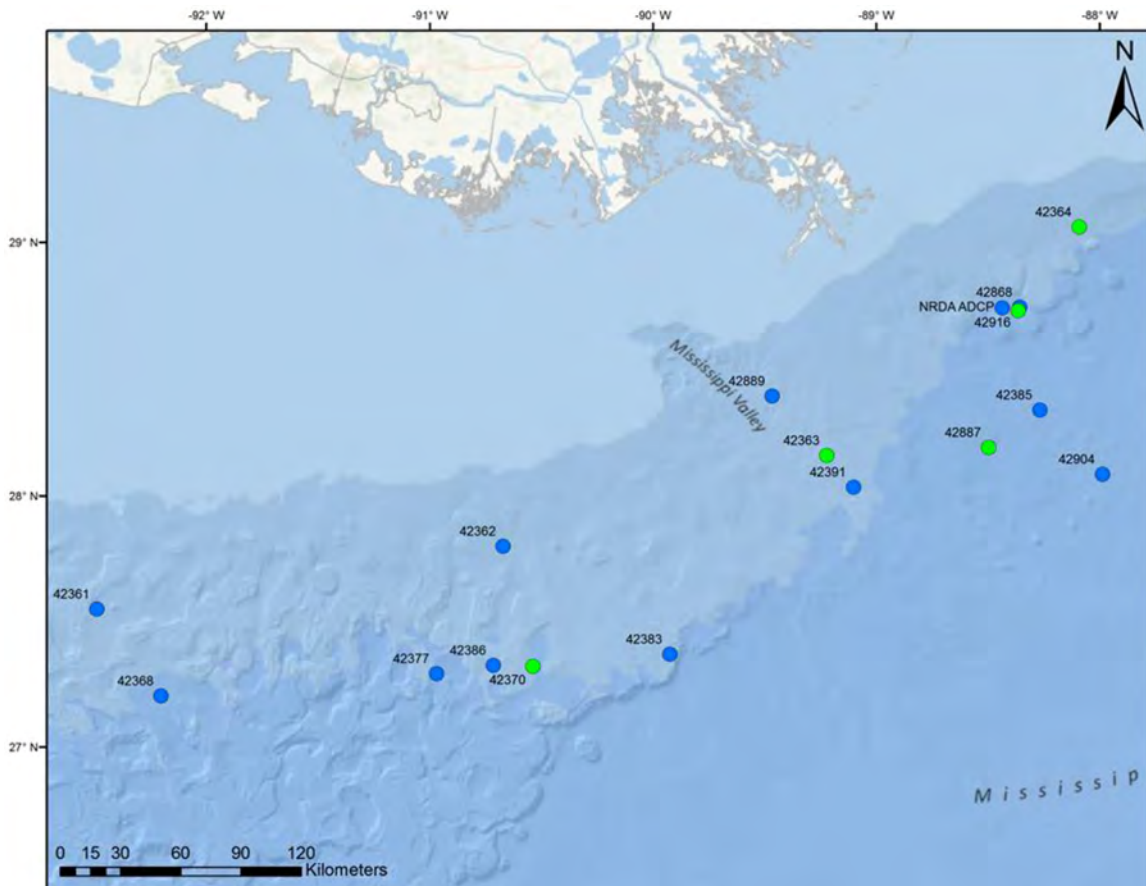 -92° W
-91° W
-90° W
-89° W
-88° W
N
42364
29° N
42868
NRDA ADCP
42916
Mississippi Valley
42889
42385
42363
42887
42391
42904
28° N
42362
42361
42383
42386
42377
42370
42368
27° N
Mississip
0 15 30 60 90 120
Kilometers